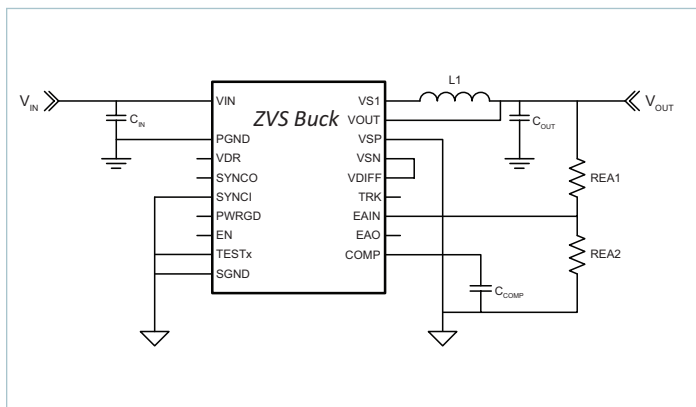 L1
V_IN
VIN
ZVS Buck
VS1
V_OUT
C_IN
VOUT
C_OUT
PGND
VSP
VDR
VSN
SYNCO
VDIFF
REA1
SYNCI
TRK
PWRGD
EAIN
EN
EAO
TESTx
COMP
REA2
SGND
C_COMP